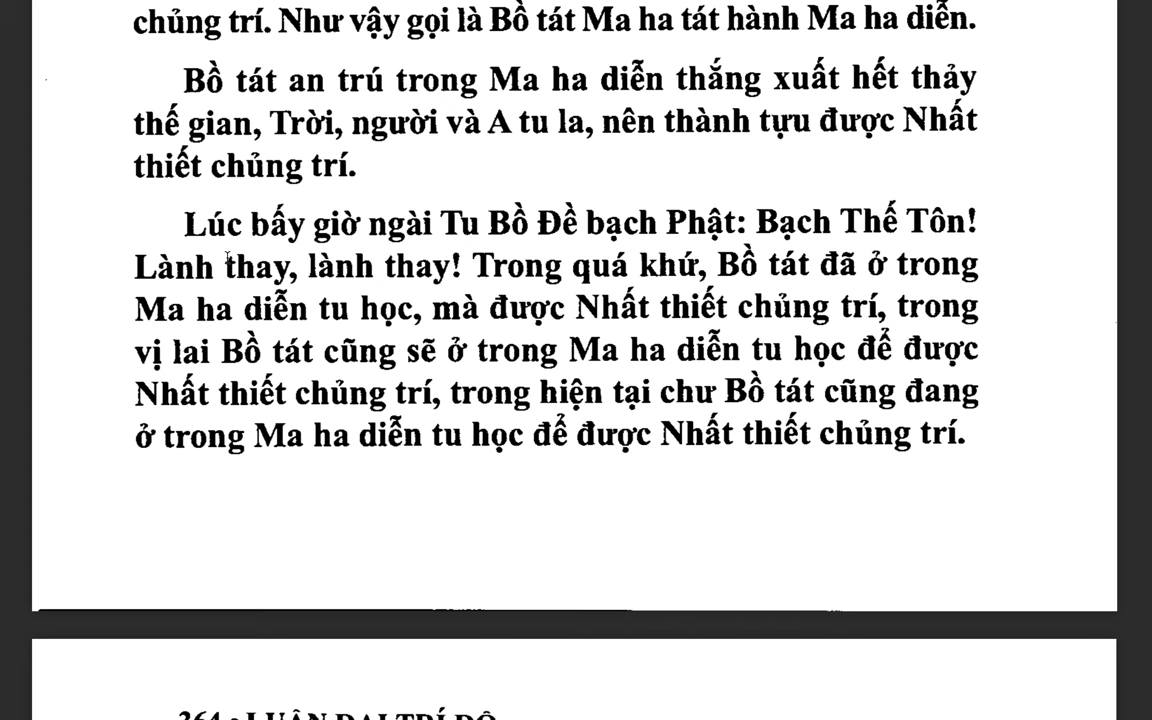 chủng trí. Như vậy gọi là Bồ tát Ma ha tát hành Ma ha diễn.
Bồ tát an trú trong Ma ha diễn thắng xuất hết thảy
thế gian, Trời, người và A tu la, nên thành tựu được Nhất
thiết chủng trí.
Lúc bấy giờ ngài Tu Bồ Đề bạch Phật: Bạch Thế Tôn!
Lành thay, lành thay! Trong quá khứ, Bồ tát đã ở trong
Ma ha diễn tu học, mà được Nhất thiết chủng trí, trong
vị lai Bồ tát cũng sẽ ở trong Ma ha diễn tu học để được
Nhất thiết chủng trí, trong hiện tại chư Bồ tát cũng đang
ở trong Ma ha diễn tu học để được Nhất thiết chủng trí.
264 • LUẬN ĐẠI TRÍ ĐỘ